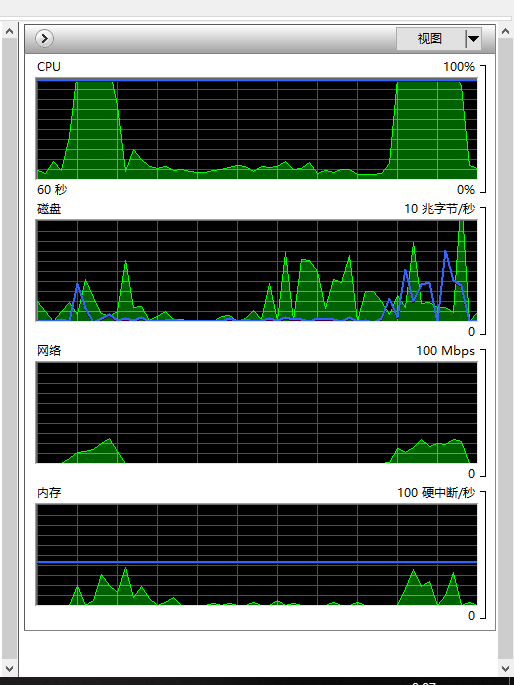 视图
CPU 100%
60 秒 0%
磁盘 10 兆字节/秒
0
网络 100 Mbps
0
内存 100 硬中断/秒
0